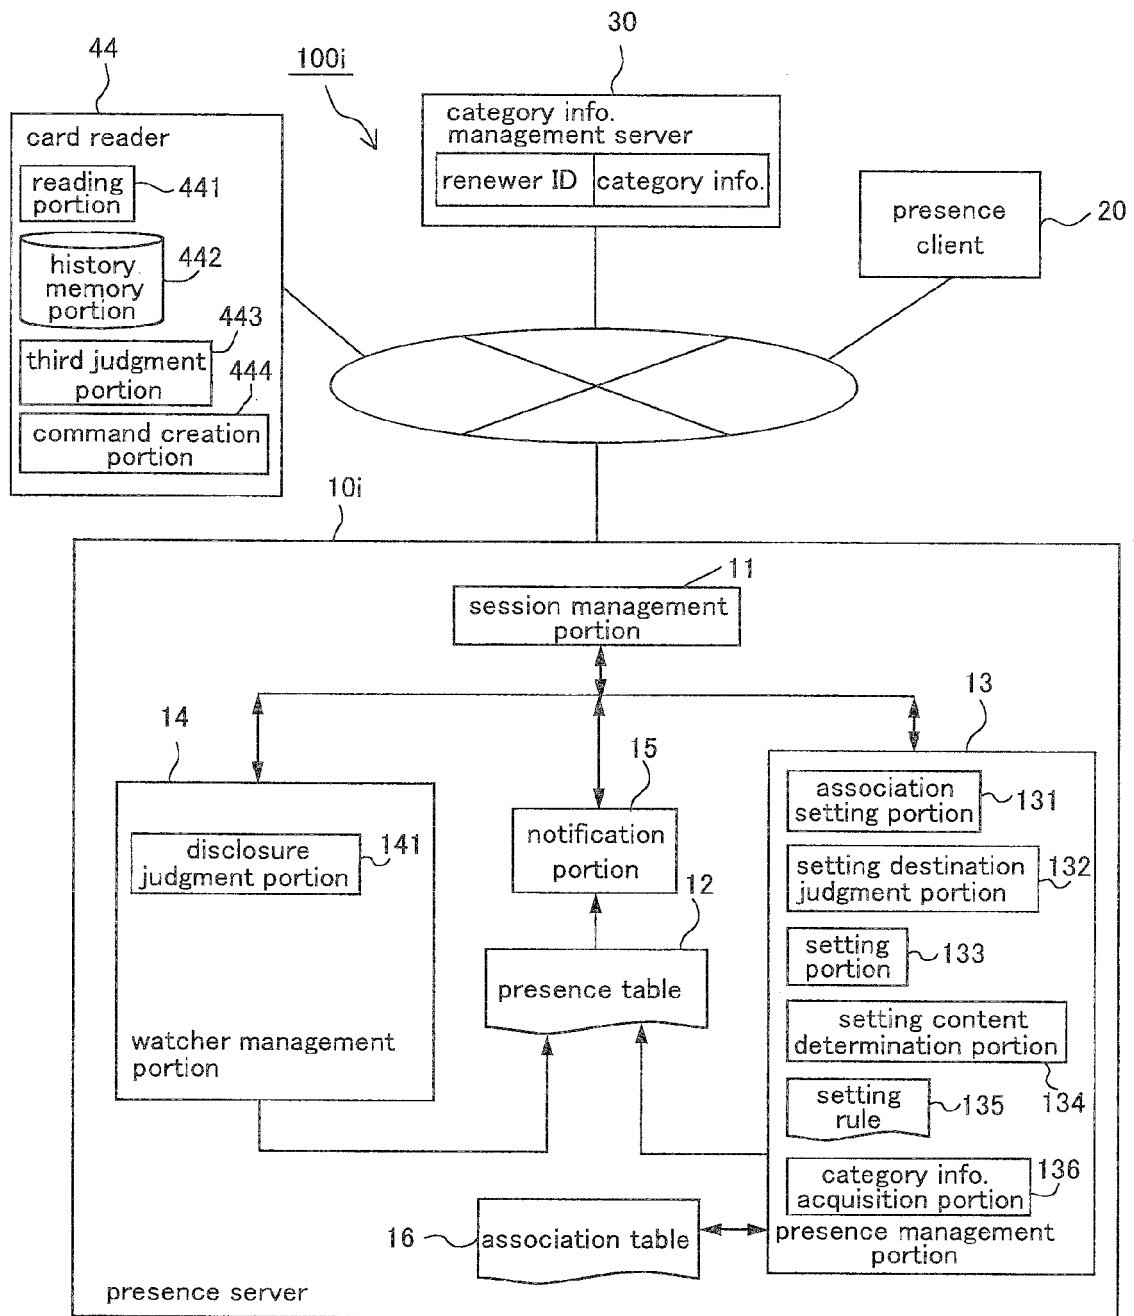 44
100i
30
card reader
reading
portion
441
history
memory
portion
442
443
third judgment
portion
444
command creation
portion
category info.
management server
renewer ID
category info.
presence
client
20
10i
11
session management
portion
14
13
15
disclosure
judgment portion
141
watcher management
portion
notification
portion
12
presence table
association
setting portion
131
setting destination
judgment portion
132
setting
portion
133
setting content
determination portion
134
setting
rule
135
category info.
acquisition portion
136
presence management
portion
16
association table
presence server